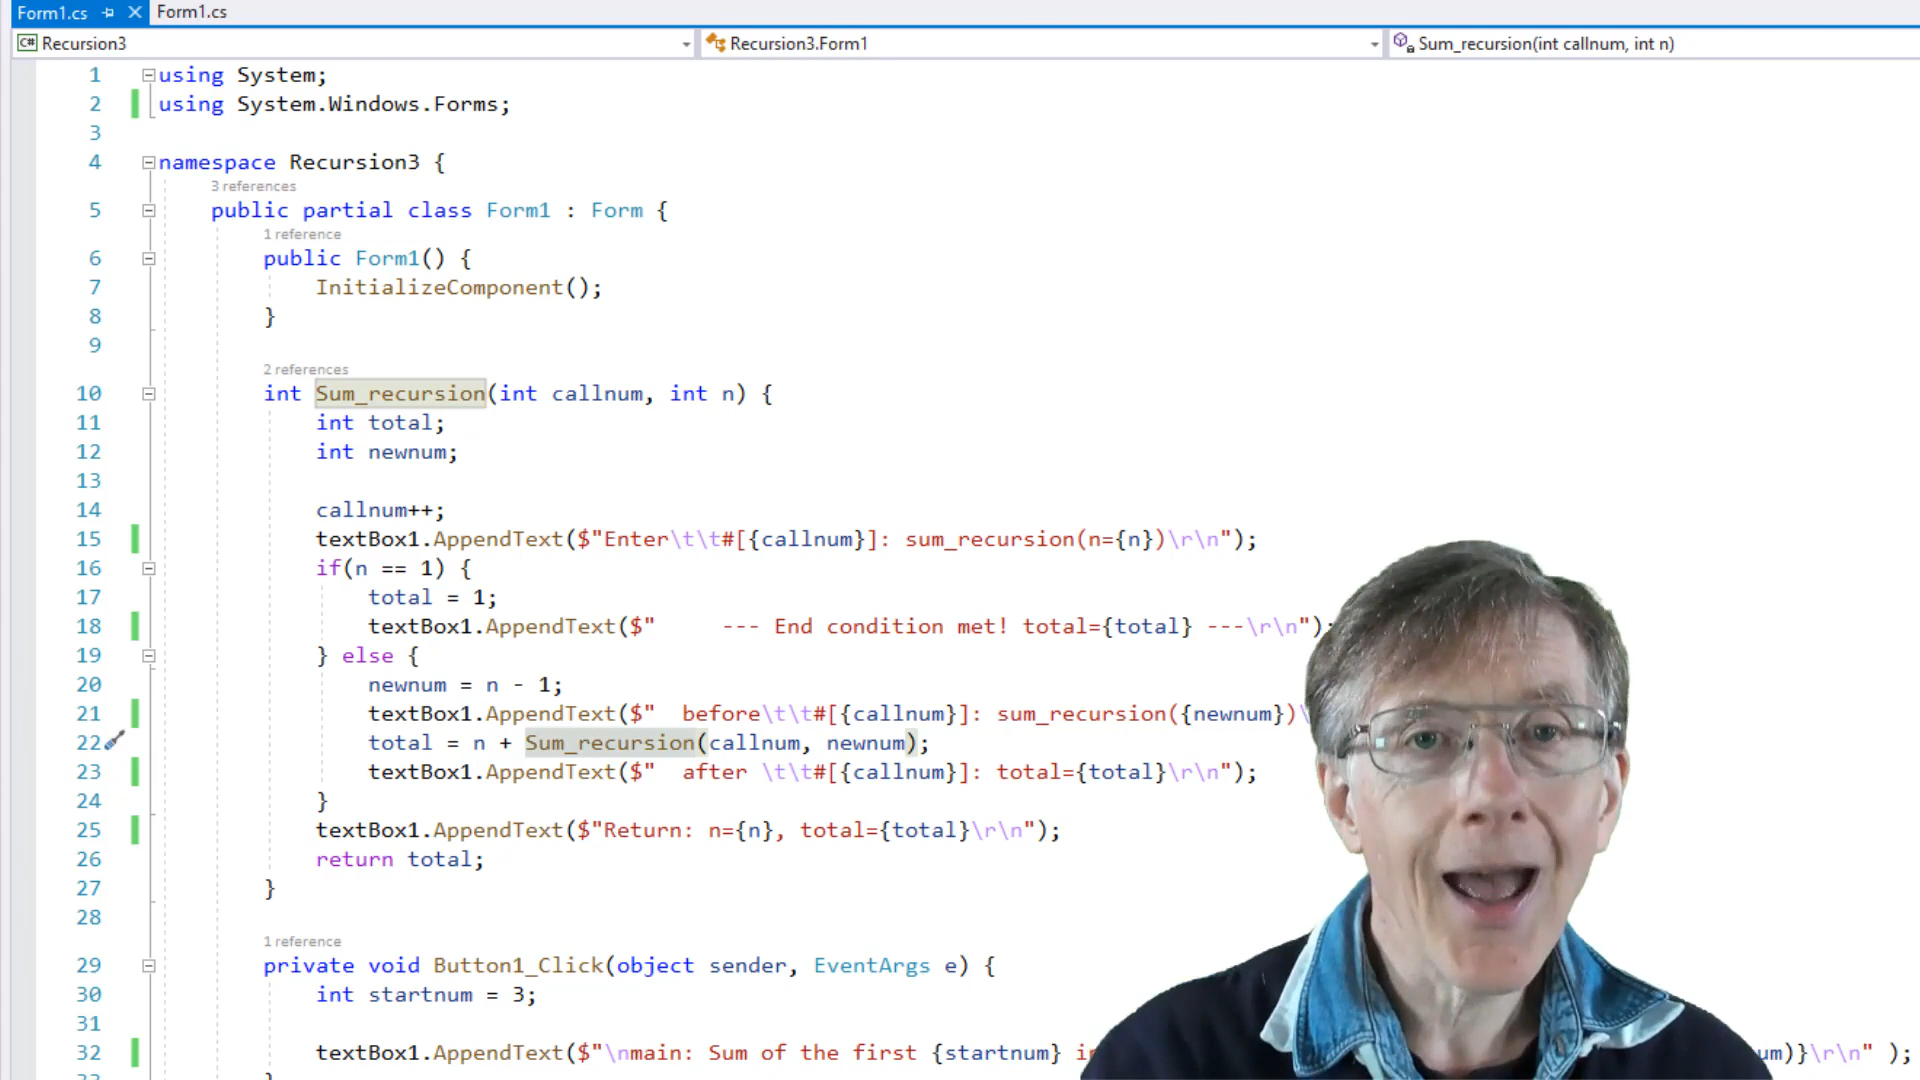 Form1.cs
Form1.cs
C# Recursion3
Recursion3.Form1
Sum_recursion(int callnum, int n)
1 using System;
2 using System.Windows.Forms;
3
4 namespace Recursion3 {
3 references
5 public partial class Form1 : Form {
1 reference
6 public Form1() {
7 InitializeComponent();
8 }
9
2 references
10 int Sum_recursion(int callnum, int n) {
11 int total;
12 int newnum;
13
14 callnum++;
15 textBox1.AppendText($"Enter\t\t#[{callnum}]: sum_recursion(n={n})\r\n");
16 if(n == 1) {
17 total = 1;
18 textBox1.AppendText($"     --- End condition met! total={total} ---\r\n");
19 } else {
20 newnum = n - 1;
21 textBox1.AppendText($"  before\t\t#[{callnum}]: sum_recursion({newnum})\
22 total = n + Sum_recursion(callnum, newnum);
23 textBox1.AppendText($"  after \t\t#[{callnum}]: total={total}\r\n");
24 }
25 textBox1.AppendText($"Return: n={n}, total={total}\r\n");
26 return total;
27 }
28
1 reference
29 private void Button1_Click(object sender, EventArgs e) {
30 int startnum = 3;
31
32 textBox1.AppendText($"\nmain: Sum of the first {startnum} um)}\r\n" );